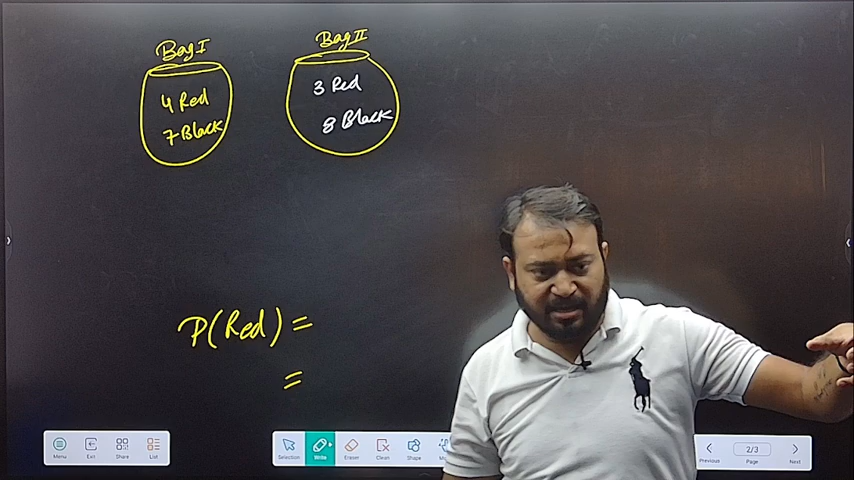 Bag I
4 Red
7 Black
Bag II
3 Red
8 Black
P(Red) =
=
Menu
Exit
Share
List
Selection
Write
Eraser
Clean
Shape
Previous
2/3
Page
Next